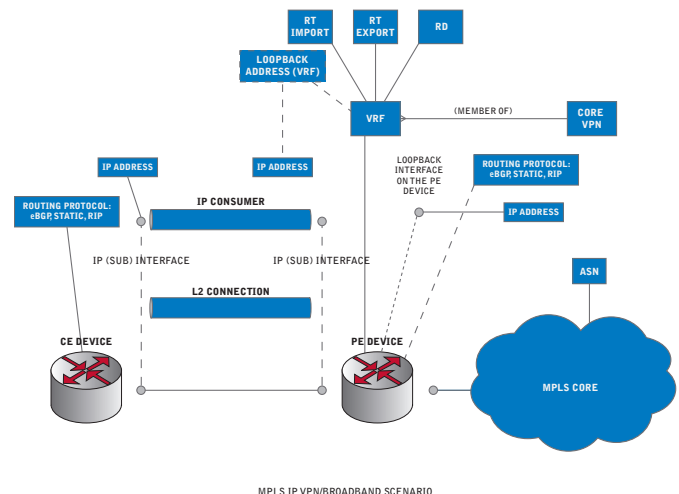 RT
IMPORT
RT
EXPORT
RD
LOOPBACK
ADDRESS (VRF)
VRF
(MEMBER OF)
CORE
VPN
IP ADDRESS
IP ADDRESS
LOOPBACK
INTERFACE
ON THE PE
DEVICE
ROUTING PROTOCOL:
eBGP, STATIC, RIP
ROUTING PROTOCOL:
eBGP, STATIC, RIP
IP CONSUMER
IP ADDRESS
IP (SUB) INTERFACE
IP (SUB) INTERFACE
ASN
L2 CONNECTION
CE DEVICE
PE DEVICE
MPLS CORE
MPLS IP VPN/BROADBAND SCENARIO